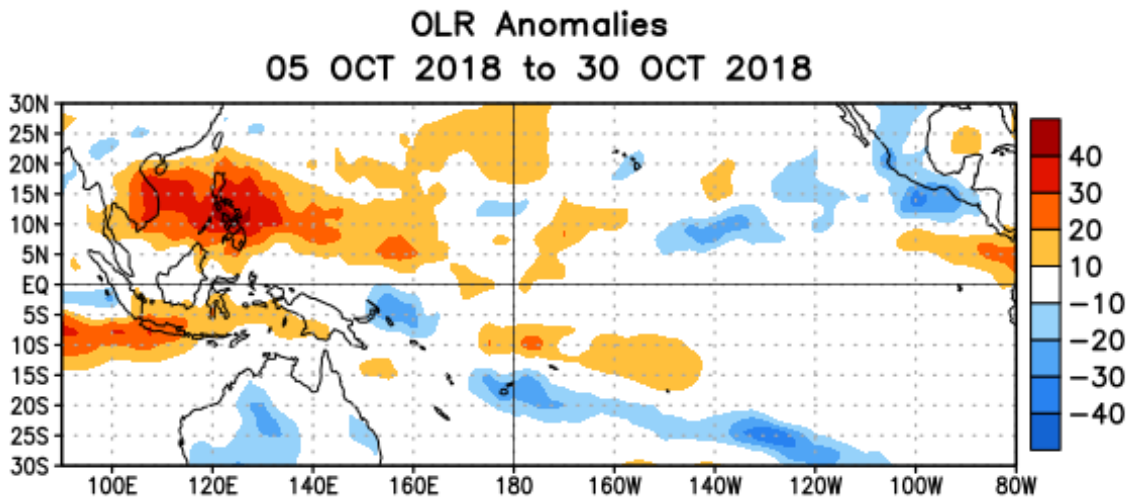 OLR Anomalies
05 OCT 2018 to 30 OCT 2018
30N
25N
20N
15N
10N
5N
EQ
5S
10S
15S
20S
25S
30S
100E 120E 140E 160E 180 160W 140W 120W 100W 80W
40
30
20
10
−10
−20
−30
−40